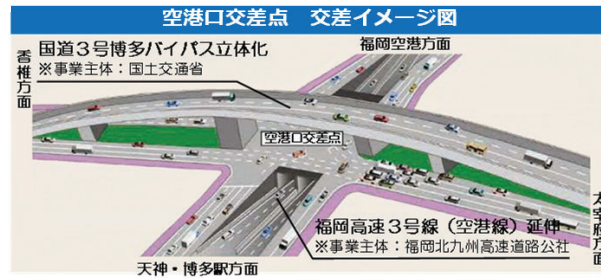 空港口交差点 交差イメージ図
国道3号博多バイパス立体化
※事業主体：国土交通省
福岡空港方面
香椎方面
空港口交差点
福岡高速3号線（空港線）延伸
※事業主体：福岡北九州高速道路公社
太宰府方面
天神・博多駅方面